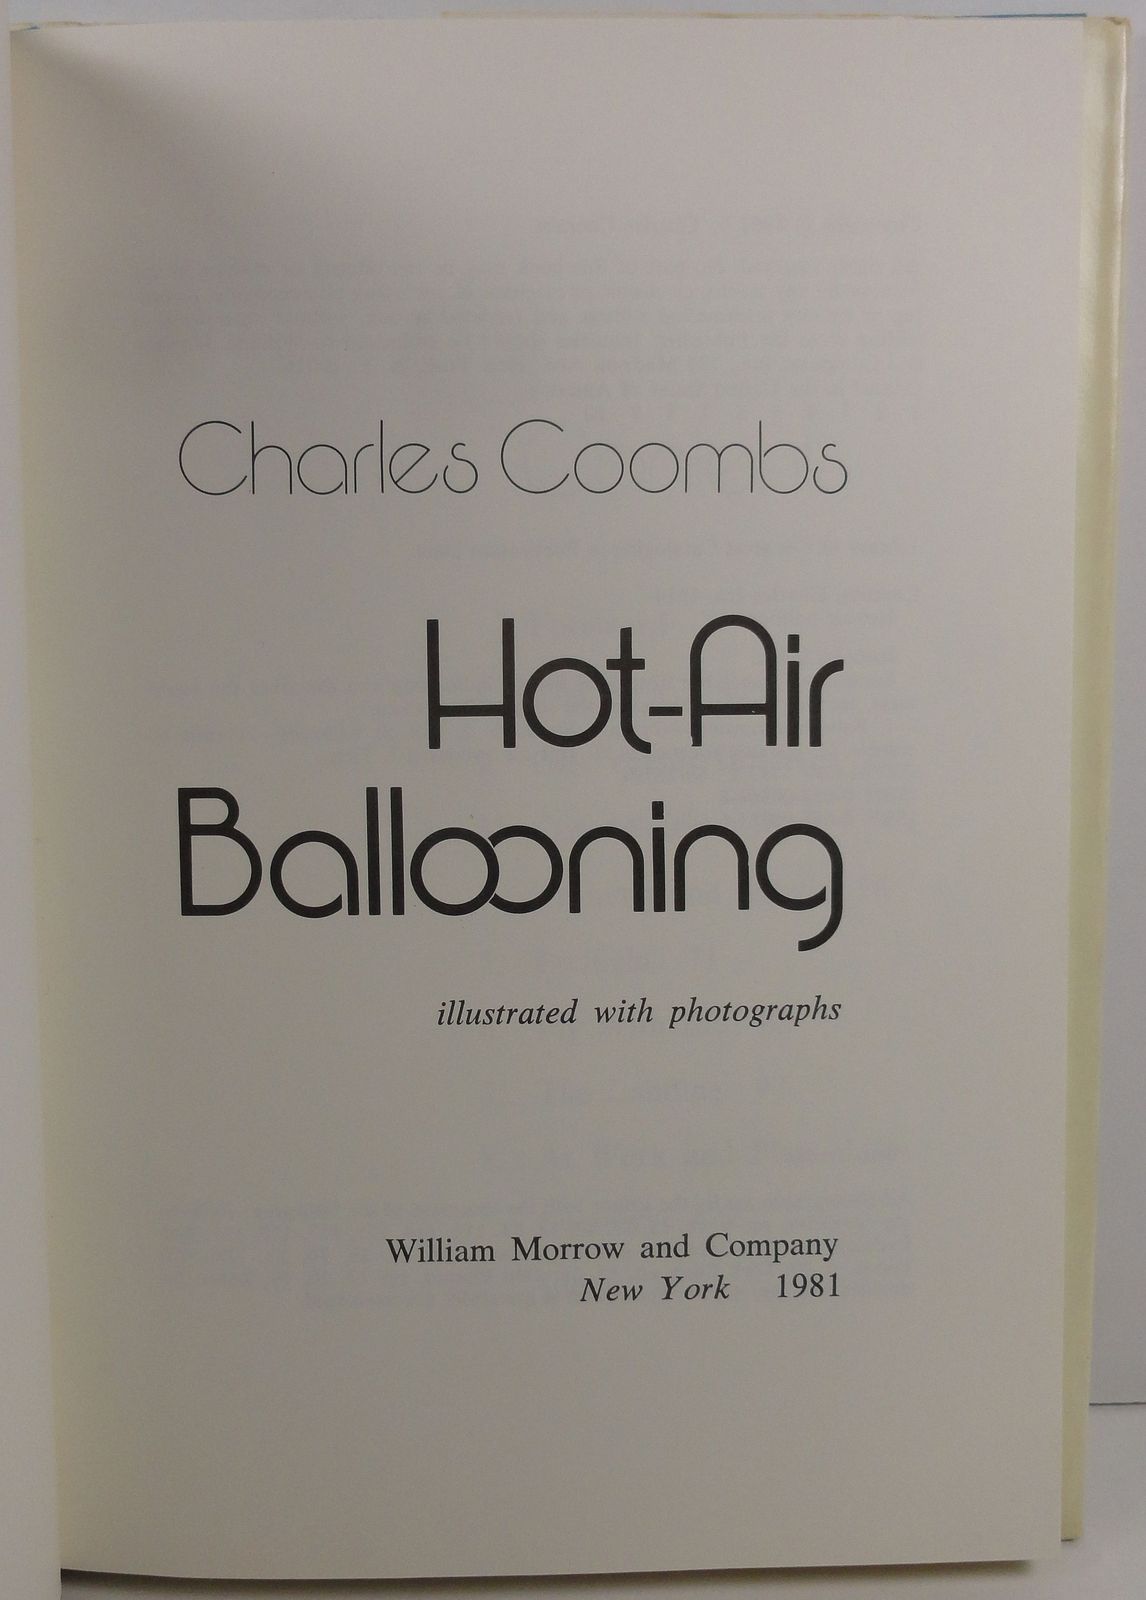 Charles Coombs
Hot-Air
Ballooning
illustrated with photographs
William Morrow and Company
New York 1981